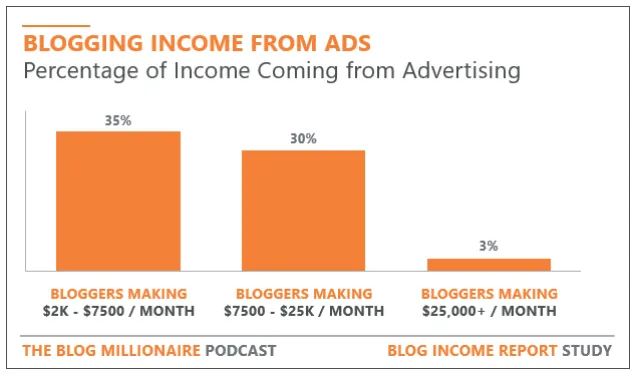 BLOGGING INCOME FROM ADS
Percentage of Income Coming from Advertising
35%
30%
3%
BLOGGERS MAKING
$2K - $7500 / MONTH
BLOGGERS MAKING
$7500 - $25K / MONTH
BLOGGERS MAKING
$25,000+ / MONTH
THE BLOG MILLIONAIRE PODCAST
BLOG INCOME REPORT STUDY